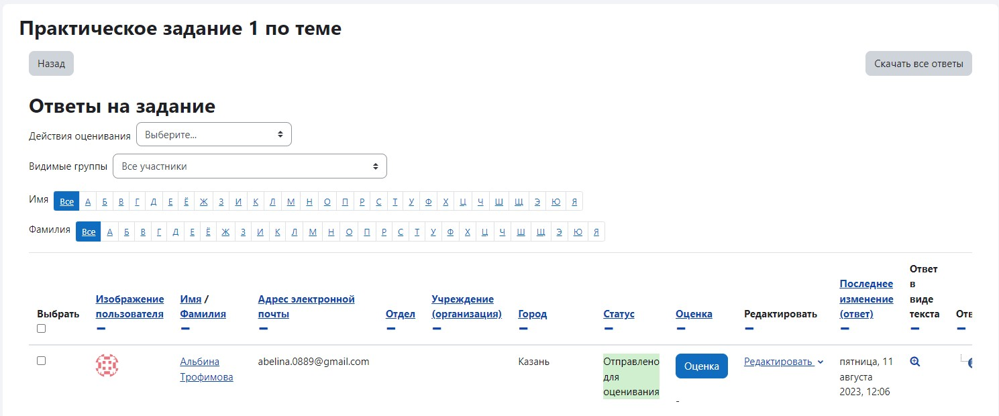 Практическое задание 1 по теме
Назад
Скачать все ответы
Ответы на задание
Действия оценивания Выберите...
Видимые группы Все участники
Имя Все А Б В Г Д Е Ё Ж З И К Л М Н О П Р С Т У Ф Х Ц Ч Ш Щ Э Ю Я
Фамилия Все А Б В Г Д Е Ё Ж З И К Л М Н О П Р С Т У Ф Х Ц Ч Ш Щ Э Ю Я
Выбрать
Изображение
пользователя
Имя /
Фамилия
Адрес электронной
почты
Отдел
Учреждение
(организация)
Город
Статус
Оценка
Редактировать
Последнее
изменение
(ответ)
Ответ
в
виде
текста
Отв
Альбина
Трофимова
abelina.0889@gmail.com
Казань
Отправлено
для
оценивания
Оценка
-
Редактировать
пятница, 11
августа
2023, 12:06